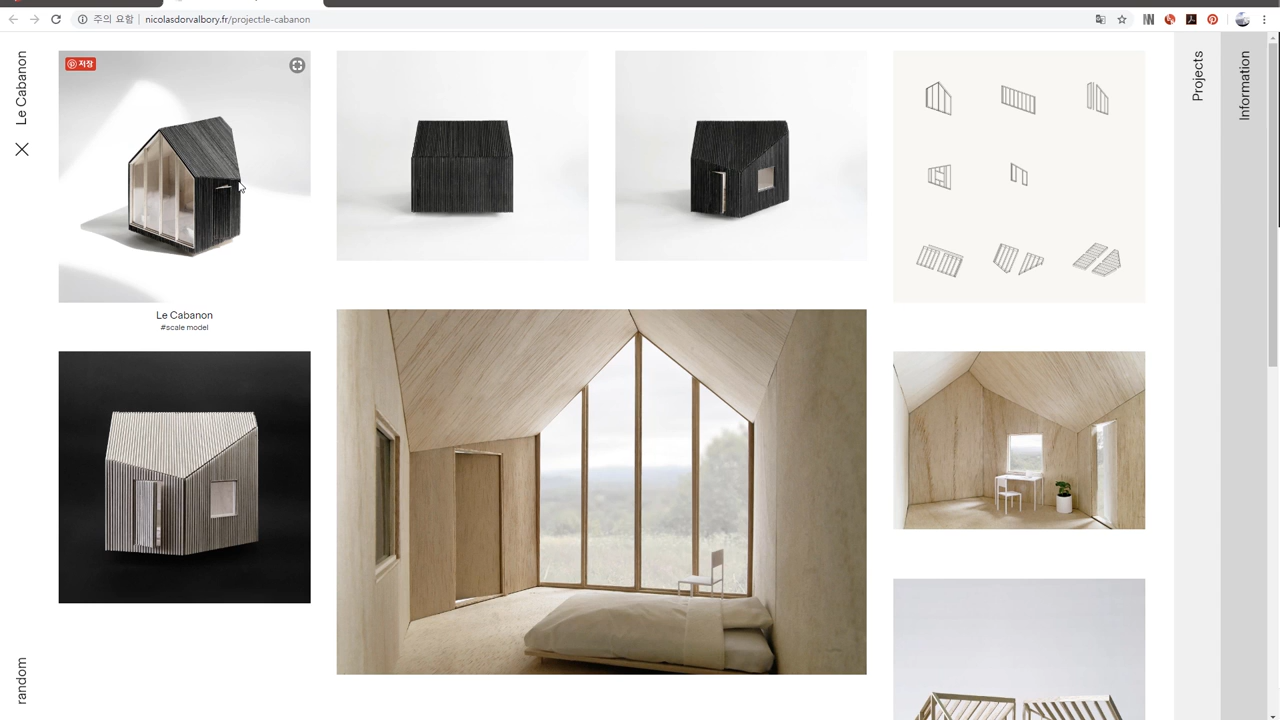 주의 요함
nicolasdorvalbory.fr/project:le-cabanon
Le Cabanon
저장
Le Cabanon
#scale model
random
Projects
Information